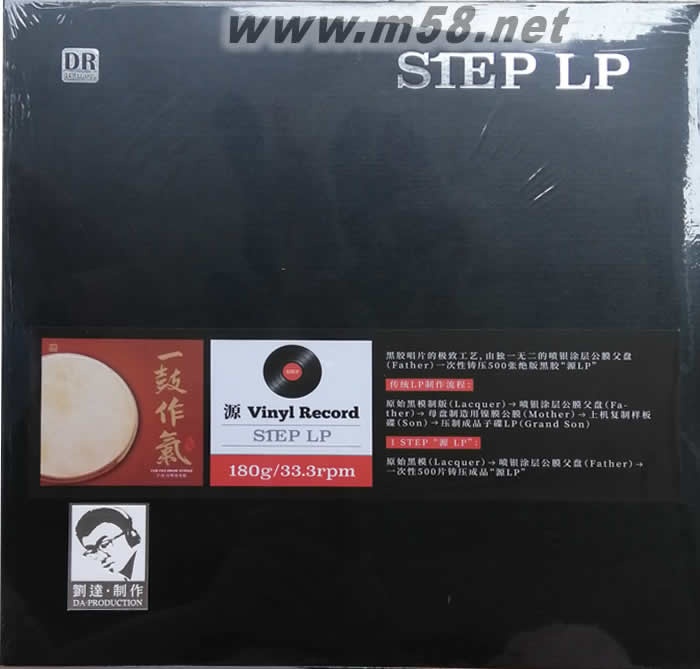 www.m58.net
DR
S1EP LP
黑胶唱片的极致工艺,由独一无二的喷银涂层公膜父盘
(Father)一次性铸压500张绝版黑胶"源LP"
传统LP制作流程:
原始黑模制版(Lacquer)→喷银涂层公膜父盘(Fa-
ther)→母盘制造用镍膜公膜(Mother)→上机复制样板
碟(Son)→压制成品子碟LP(Grand Son)
1 STEP "源 LP":
原始黑模(Lacquer)→喷银涂层公膜父盘(Father)→
一次性500片铸压成品"源LP"
一鼓作氣
源 Vinyl Record
S1EP LP
180g/33.3rpm
劉達·制作
DA·PRODUCTION